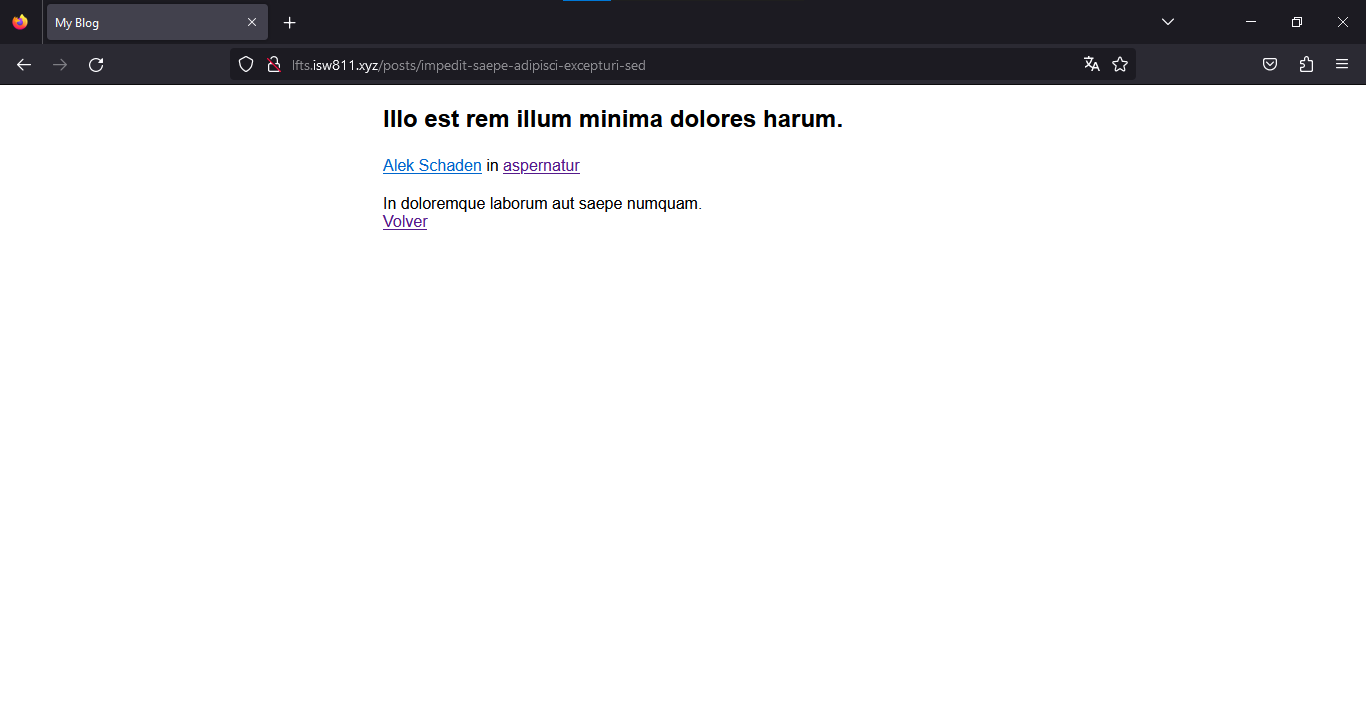 My Blog
lfts.isw811.xyz/posts/impedit-saepe-adipisci-excepturi-sed
Illo est rem illum minima dolores harum.
Alek Schaden in aspernatur
In doloremque laborum aut saepe numquam.
Volver